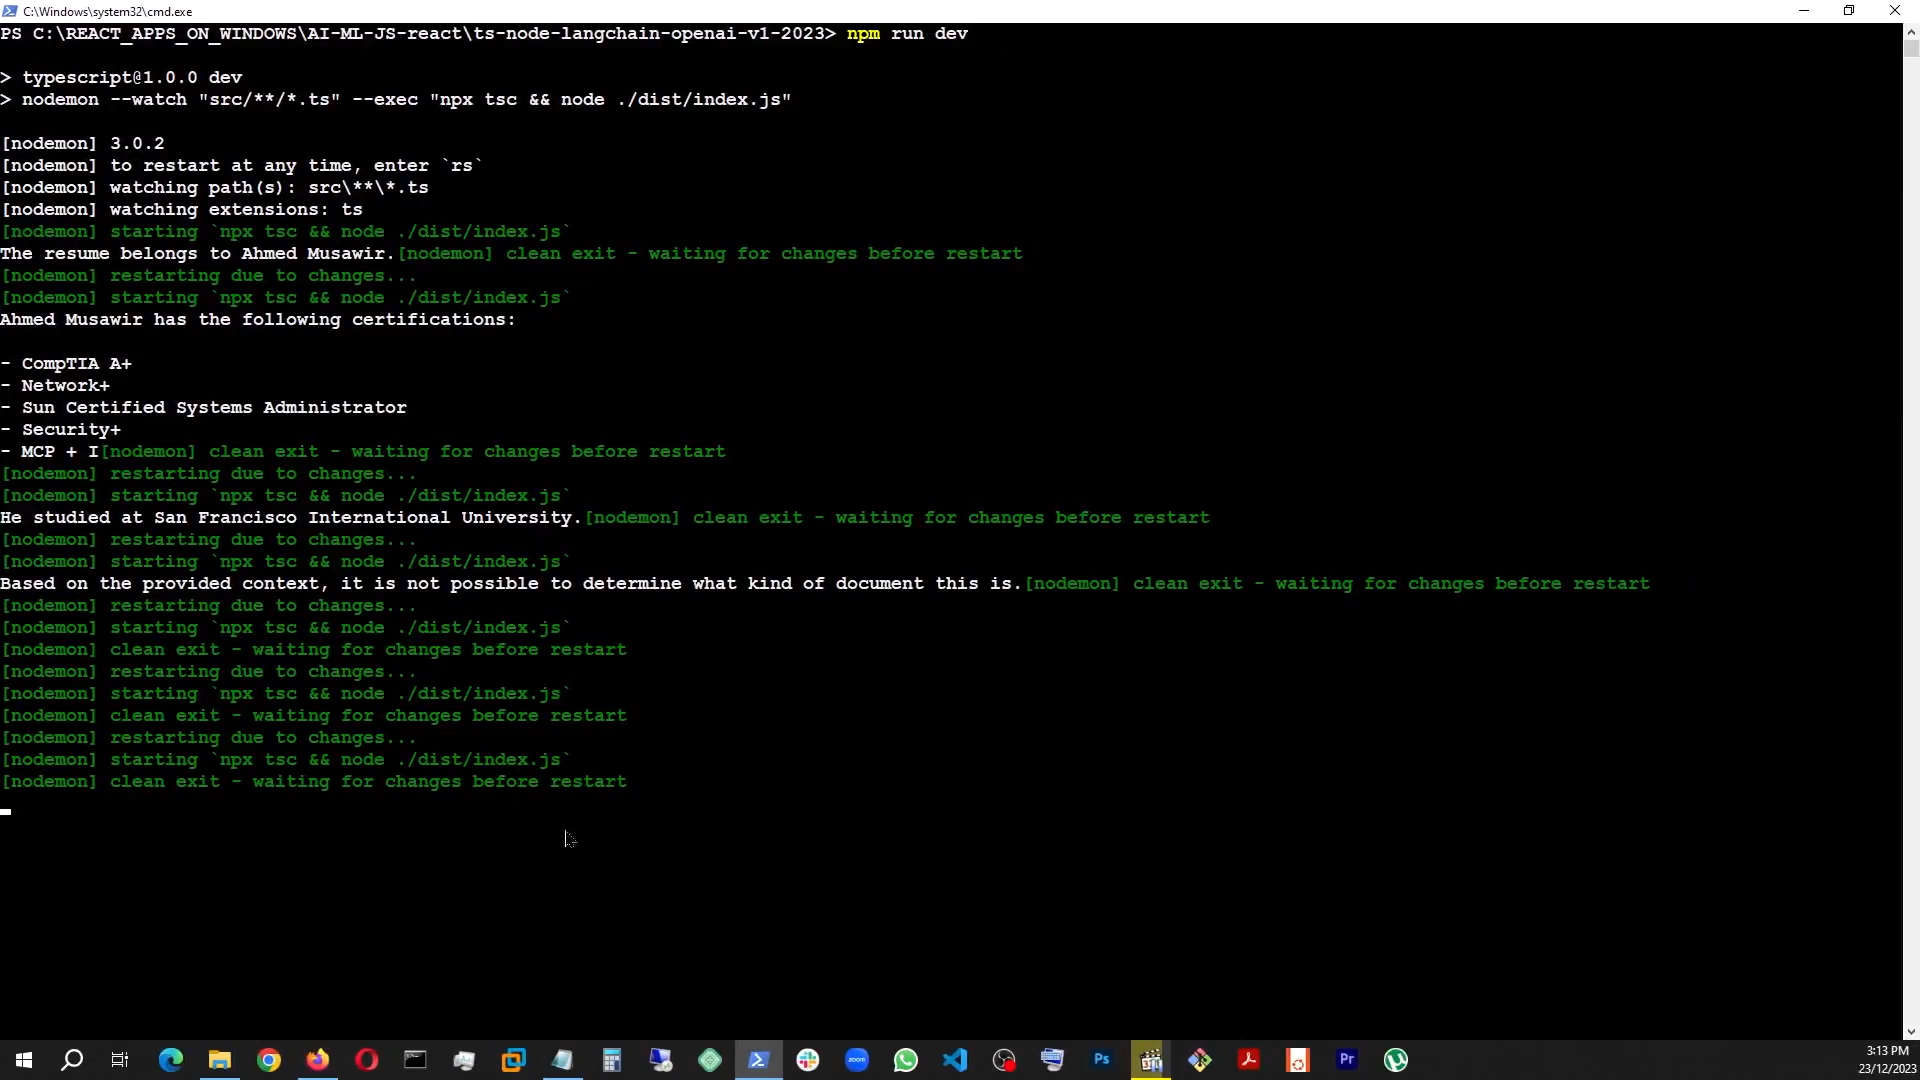 C:\Windows\system32\cmd.exe
PS C:\REACT_APPS_ON_WINDOWS\AI-ML-JS-react\ts-node-langchain-openai-v1-2023> npm run dev
> typescript@1.0.0 dev
> nodemon --watch "src/**/*.ts" --exec "npx tsc && node ./dist/index.js"
[nodemon] 3.0.2
[nodemon] to restart at any time, enter `rs`
[nodemon] watching path(s): src\**\*.ts
[nodemon] watching extensions: ts
[nodemon] starting `npx tsc && node ./dist/index.js`
The resume belongs to Ahmed Musawir.[nodemon] clean exit - waiting for changes before restart
[nodemon] restarting due to changes...
[nodemon] starting `npx tsc && node ./dist/index.js`
Ahmed Musawir has the following certifications:
- CompTIA A+
- Network+
- Sun Certified Systems Administrator
- Security+
- MCP + I[nodemon] clean exit - waiting for changes before restart
[nodemon] restarting due to changes...
[nodemon] starting `npx tsc && node ./dist/index.js`
He studied at San Francisco International University.[nodemon] clean exit - waiting for changes before restart
[nodemon] restarting due to changes...
[nodemon] starting `npx tsc && node ./dist/index.js`
Based on the provided context, it is not possible to determine what kind of document this is.[nodemon] clean exit - waiting for changes before restart
[nodemon] restarting due to changes...
[nodemon] starting `npx tsc && node ./dist/index.js`
[nodemon] clean exit - waiting for changes before restart
[nodemon] restarting due to changes...
[nodemon] starting `npx tsc && node ./dist/index.js`
[nodemon] clean exit - waiting for changes before restart
[nodemon] restarting due to changes...
[nodemon] starting `npx tsc && node ./dist/index.js`
[nodemon] clean exit - waiting for changes before restart
zoom
Ps
Pr
3:13 PM
23/12/2023